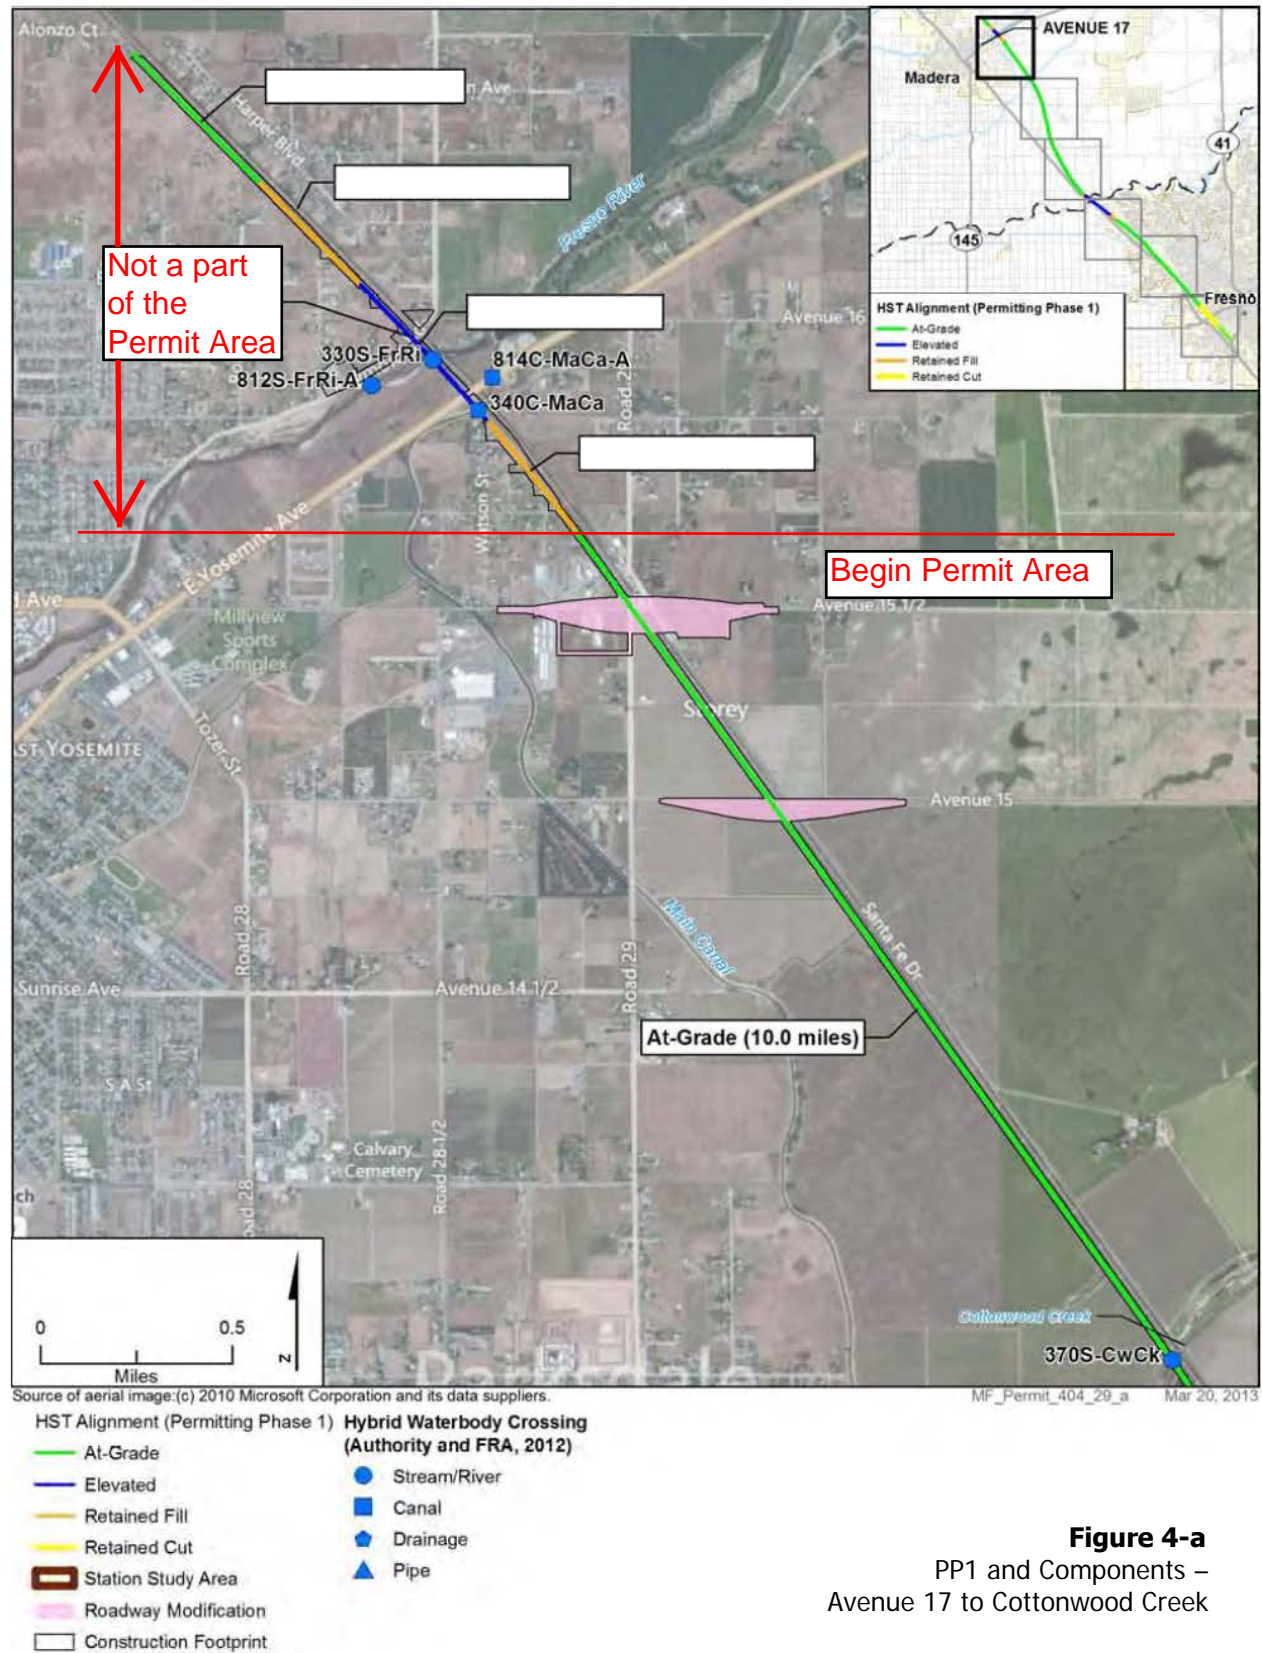 Alonzo Ct
n Ave
Harper Blvd
Fresno River
AVENUE 17
Madera
41
145
Fresno
HST Alignment (Permitting Phase 1)
At-Grade
Elevated
Retained Fill
Retained Cut
Not a part
of the
Permit Area
Avenue 16
330S-FrRi
812S-FrRi-A
814C-MaCa-A
340C-MaCa
Road 2
Watson St
E Yosemite Ave
Begin Permit Area
Ave
Avenue 15 1/2
Millview
Sports
Complex
Storey
Tozer St
AST YOSEMITE
Avenue 15
Main Canal
Santa Fe Dr
Road 28
Road 29
Sunrise Ave
Avenue 14 1/2
At-Grade (10.0 miles)
S A St
Calvary
Cemetery
Road 28 1/2
ch
oad 28
Cottonwood Creek
370S-CwCk
0
0.5
Miles
N
Source of aerial image:(c) 2010 Microsoft Corporation and its data suppliers.
MF_Permit_404_29_a
Mar 20, 2013
HST Alignment (Permitting Phase 1)
At-Grade
Elevated
Retained Fill
Retained Cut
Station Study Area
Roadway Modification
Construction Footprint
Hybrid Waterbody Crossing
(Authority and FRA, 2012)
Stream/River
Canal
Drainage
Pipe
Figure 4-a
PP1 and Components –
Avenue 17 to Cottonwood Creek